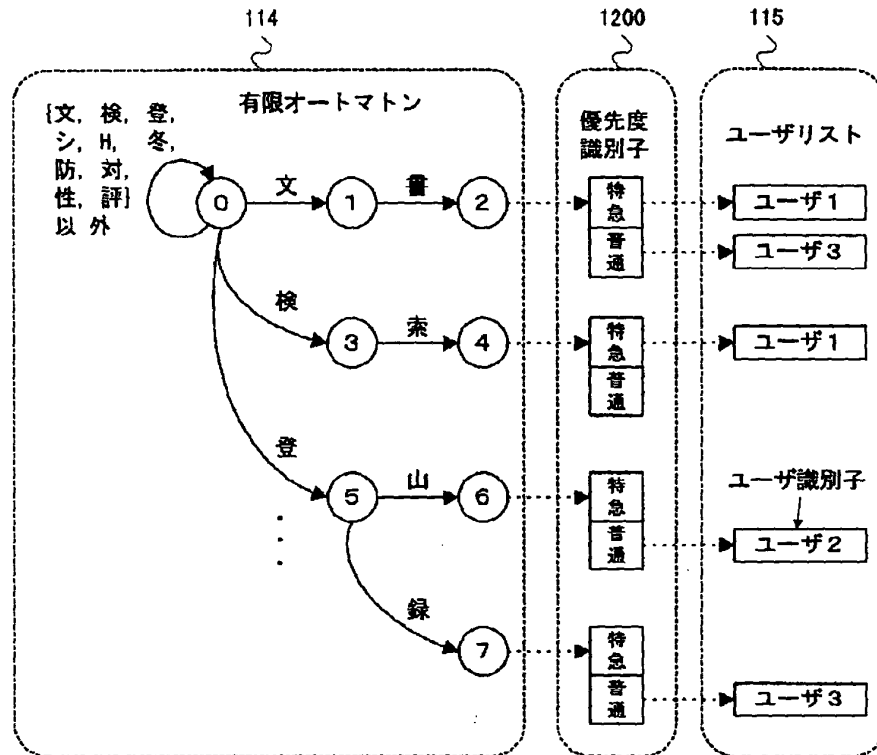 114
1200
115
{文, 検, 登,
シ, H, 冬,
防, 対,
性, 評}
以 外
有限オートマトン
優先度
識別子
ユーザリスト
0
文
1
書
2
特急
普通
ユーザ1
ユーザ3
検
3
索
4
特急
普通
ユーザ1
登
5
山
6
特急
普通
ユーザ識別子
ユーザ2
録
7
特急
普通
ユーザ3